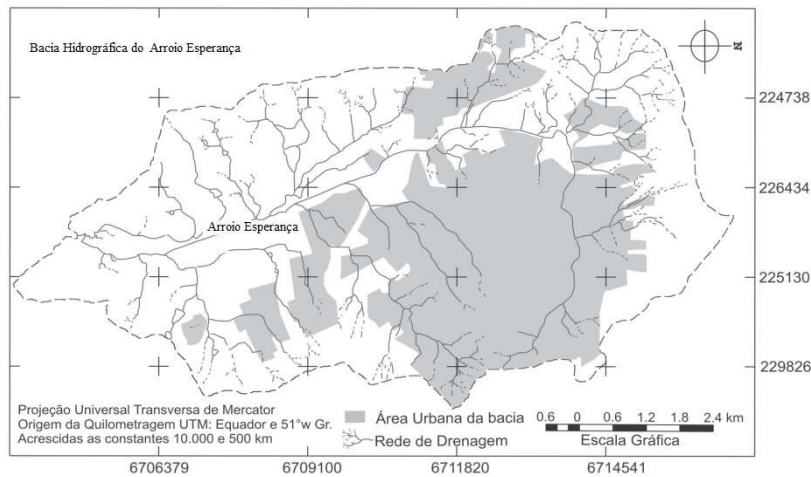 Bacia Hidrográfica do Arroio Esperança
N
224738
226434
Arroio Esperança
225130
229826
Projeção Universal Transversa de Mercator
Origem da Quilometragem UTM: Equador e 51°w Gr.
Acrescidas as constantes 10.000 e 500 km
Área Urbana da bacia
Rede de Drenagem
0.6 0 0.6 1.2 1.8 2.4 km
Escala Gráfica
6706379 6709100 6711820 6714541